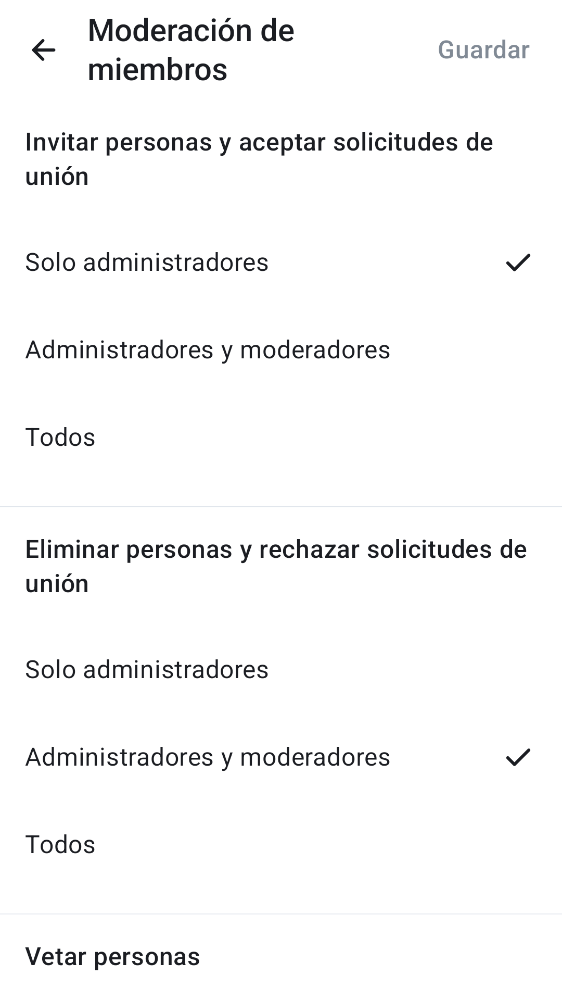 Moderación de
miembros
Guardar
Invitar personas y aceptar solicitudes de
unión
Solo administradores
Administradores y moderadores
Todos
Eliminar personas y rechazar solicitudes de
unión
Solo administradores
Administradores y moderadores
Todos
Vetar personas